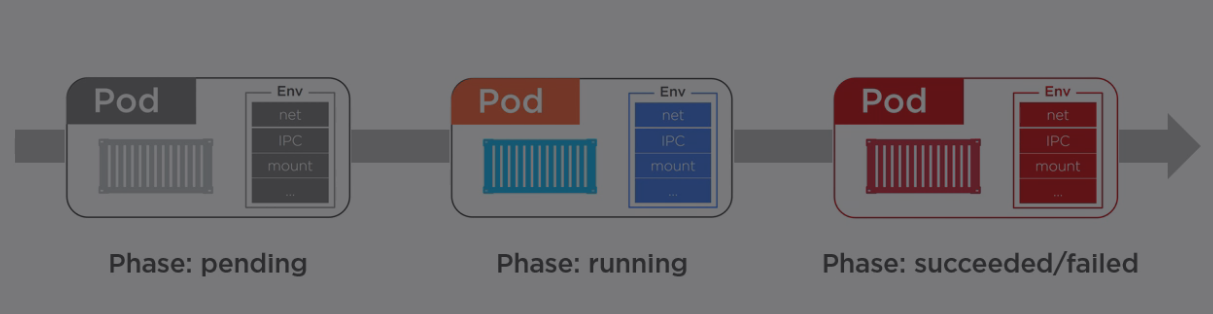 Pod
Env
net
IPC
mount
...
Phase: pending
Pod
Env
net
IPC
mount
...
Phase: running
Pod
Env
net
IPC
mount
...
Phase: succeeded/failed